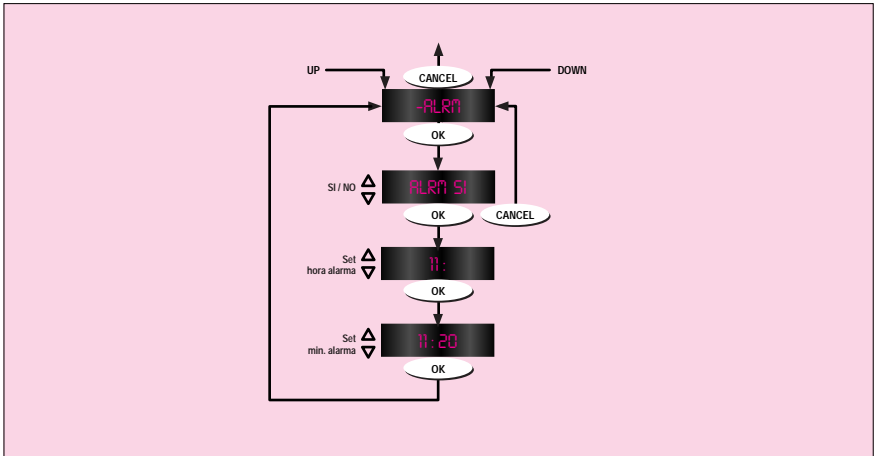 UP
CANCEL
DOWN
-ALRM
OK
SI / NO
ALRM SI
OK
CANCEL
Set
hora alarma
11:
OK
Set
min. alarma
11:20
OK